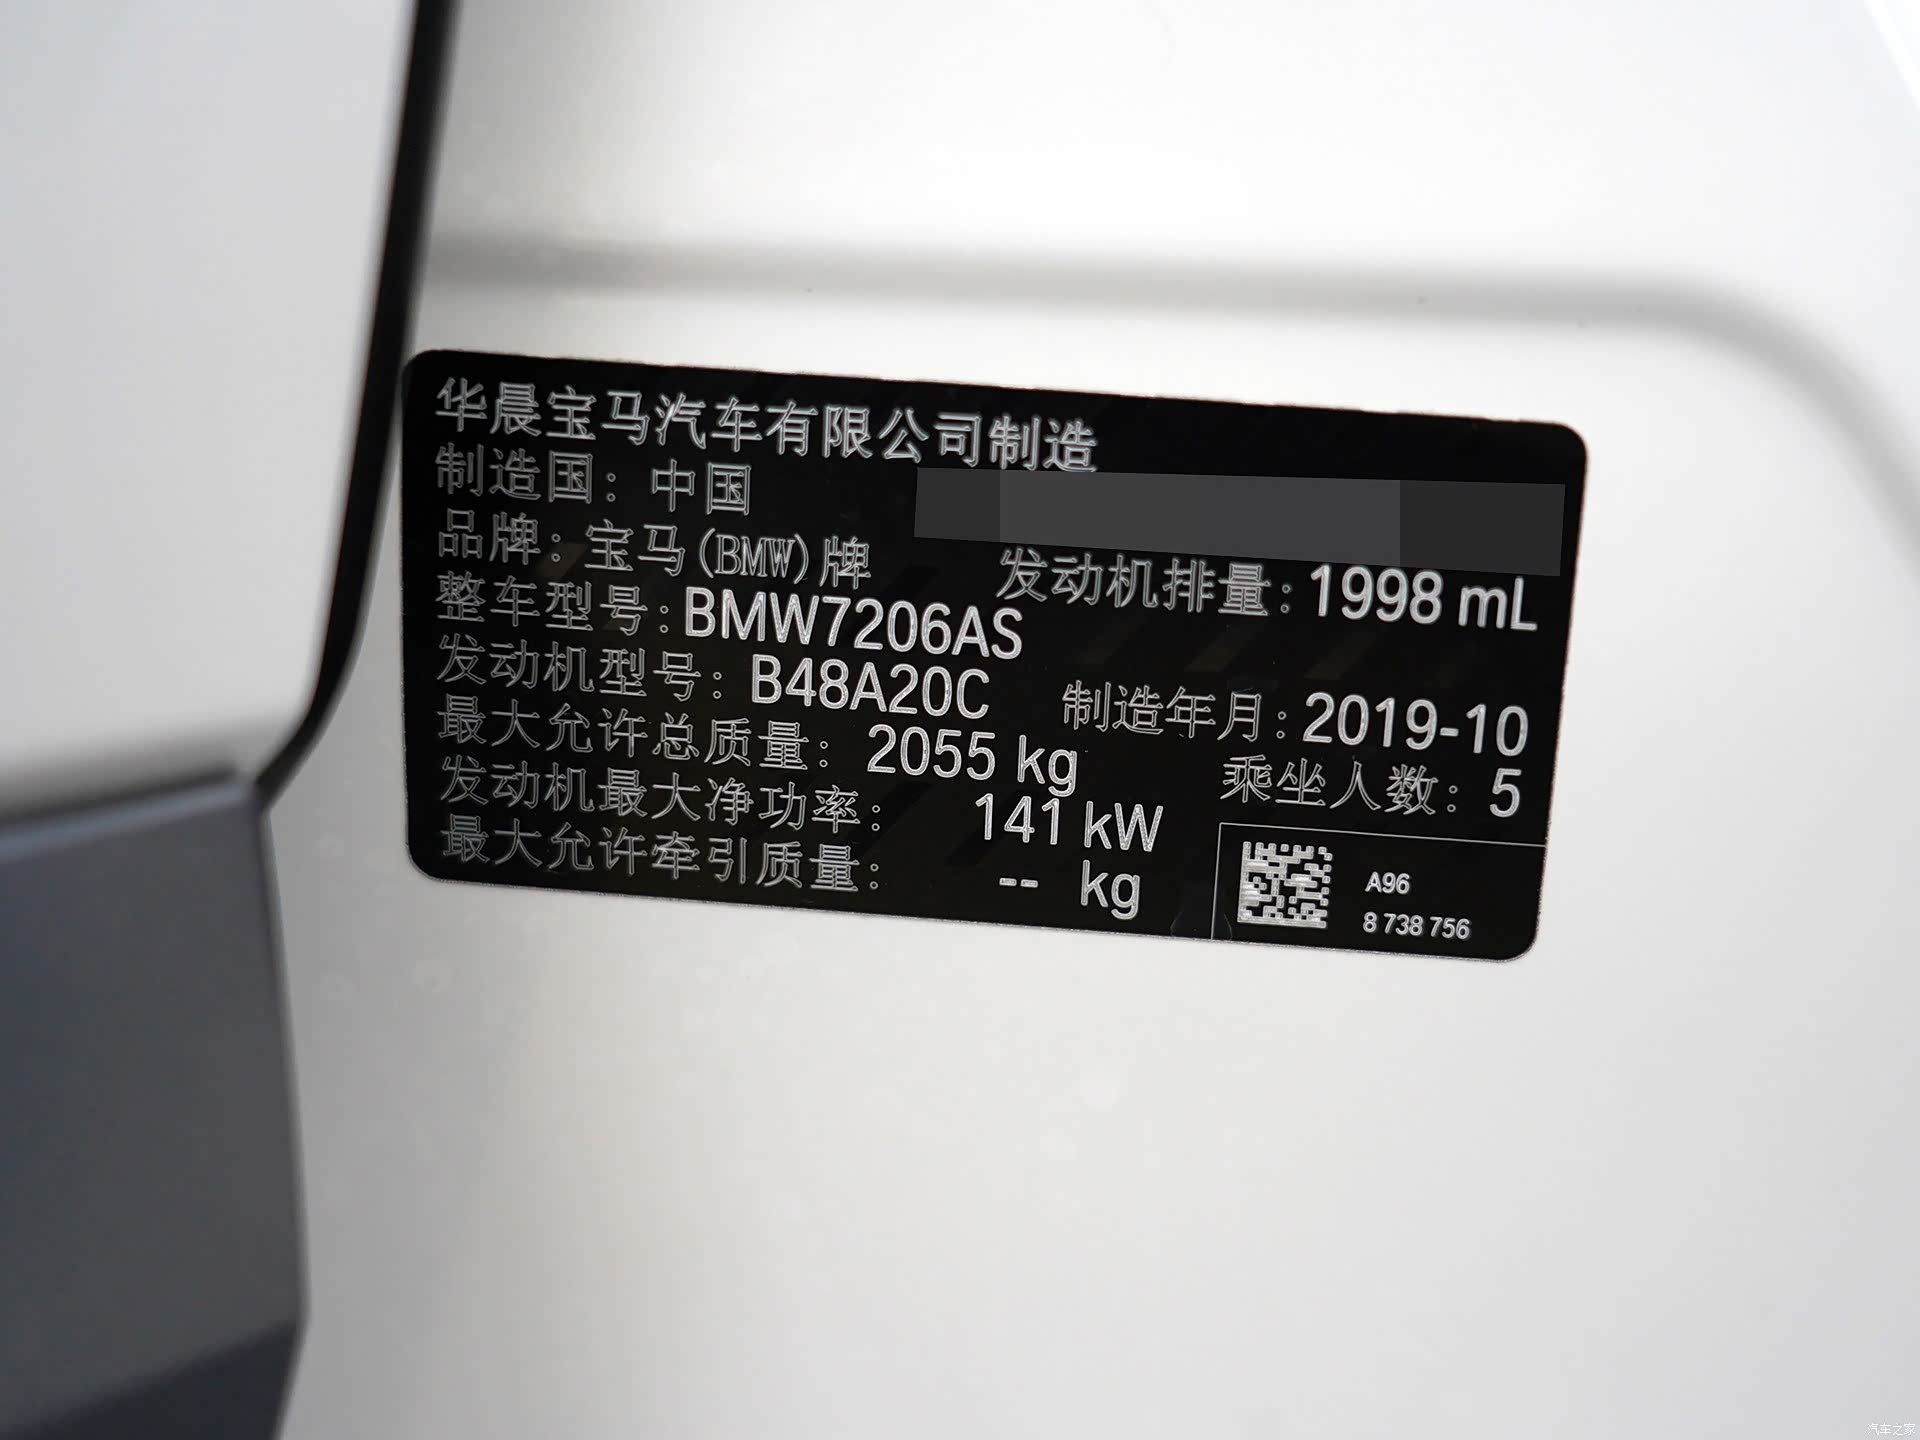 华晨宝马汽车有限公司制造
制造国：中国
品牌：宝马(BMW)牌 发动机排量：1998 mL
整车型号：BMW7206AS
发动机型号：B48A20C 制造年月：2019-10
最大允许总质量：2055 kg 乘坐人数：5
发动机最大净功率：141 kW
最大允许牵引质量：-- kg
A96
8 738 756
汽车之家